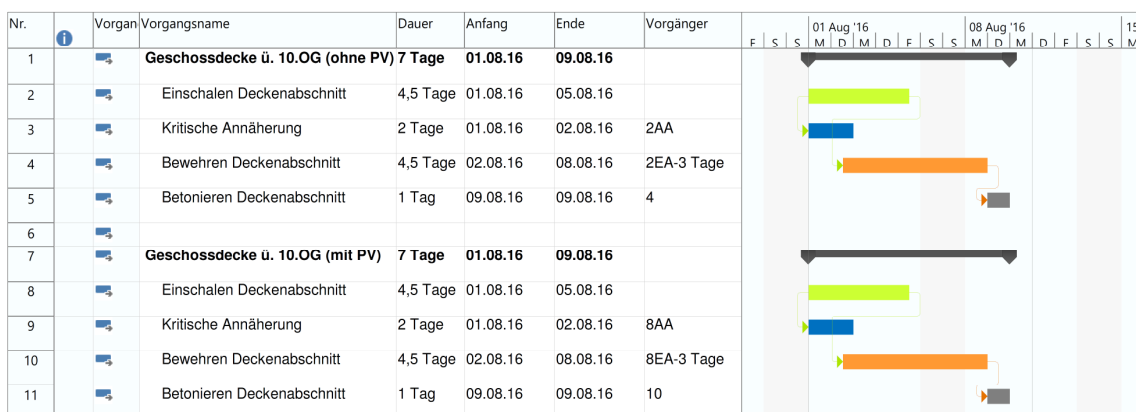 Nr. Vorgan Vorgangsname Dauer Anfang Ende Vorgänger 01 Aug '16 08 Aug '16 15
F S S M D M D F S S M D M D F S S M
1 Geschossdecke ü. 10.OG (ohne PV) 7 Tage 01.08.16 09.08.16
2 Einschalen Deckenabschnitt 4,5 Tage 01.08.16 05.08.16
3 Kritische Annäherung 2 Tage 01.08.16 02.08.16 2AA
4 Bewehren Deckenabschnitt 4,5 Tage 02.08.16 08.08.16 2EA-3 Tage
5 Betonieren Deckenabschnitt 1 Tag 09.08.16 09.08.16 4
6
7 Geschossdecke ü. 10.OG (mit PV) 7 Tage 01.08.16 09.08.16
8 Einschalen Deckenabschnitt 4,5 Tage 01.08.16 05.08.16
9 Kritische Annäherung 2 Tage 01.08.16 02.08.16 8AA
10 Bewehren Deckenabschnitt 4,5 Tage 02.08.16 08.08.16 8EA-3 Tage
11 Betonieren Deckenabschnitt 1 Tag 09.08.16 09.08.16 10